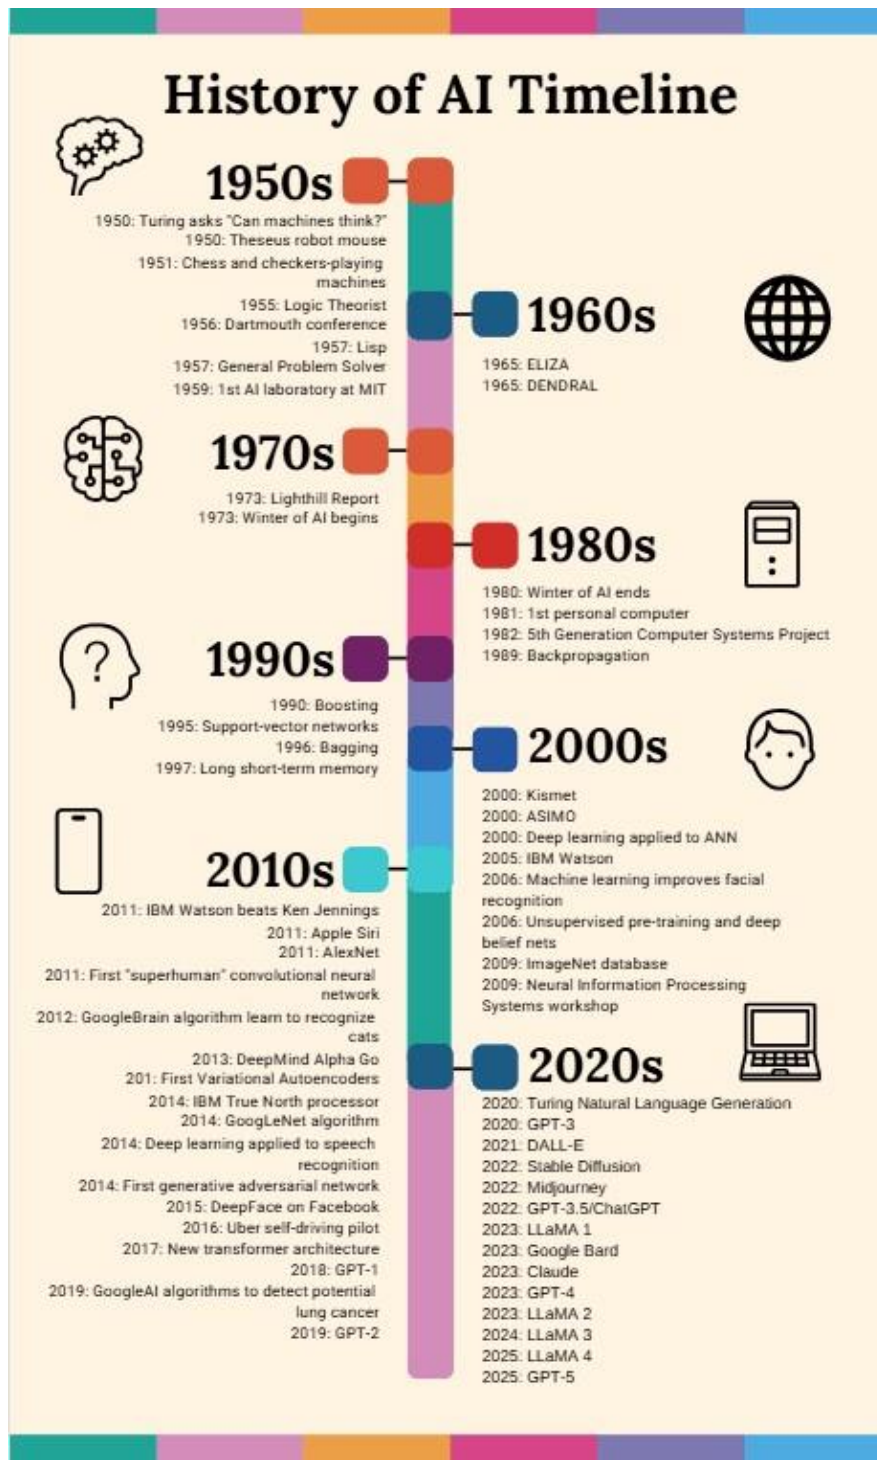 History of AI Timeline
1950s
1950: Turing asks "Can machines think?"
1950: Theseus robot mouse
1951: Chess and checkers-playing
machines
1955: Logic Theorist
1956: Dartmouth conference
1957: Lisp
1957: General Problem Solver
1959: 1st AI laboratory at MIT
1960s
1965: ELIZA
1965: DENDRAL
1970s
1973: Lighthill Report
1973: Winter of AI begins
1980s
1980: Winter of AI ends
1981: 1st personal computer
1982: 5th Generation Computer Systems Project
1989: Backpropagation
1990s
1990: Boosting
1995: Support-vector networks
1996: Bagging
1997: Long short-term memory
2000s
2000: Kismet
2000: ASIMO
2000: Deep learning applied to ANN
2005: IBM Watson
2006: Machine learning improves facial
recognition
2006: Unsupervised pre-training and deep
belief nets
2009: ImageNet database
2009: Neural Information Processing
Systems workshop
2010s
2011: IBM Watson beats Ken Jennings
2011: Apple Siri
2011: AlexNet
2011: First "superhuman" convolutional neural
network
2012: GoogleBrain algorithm learn to recognize
cats
2013: DeepMind Alpha Go
201: First Variational Autoencoders
2014: IBM True North processor
2014: GoogLeNet algorithm
2014: Deep learning applied to speech
recognition
2014: First generative adversarial network
2015: DeepFace on Facebook
2016: Uber self-driving pilot
2017: New transformer architecture
2018: GPT-1
2019: GoogleAI algorithms to detect potential
lung cancer
2019: GPT-2
2020s
2020: Turing Natural Language Generation
2020: GPT-3
2021: DALL-E
2022: Stable Diffusion
2022: Midjourney
2022: GPT-3.5/ChatGPT
2023: LLaMA 1
2023: Google Bard
2023: Claude
2023: GPT-4
2023: LLaMA 2
2024: LLaMA 3
2025: LLaMA 4
2025: GPT-5
?